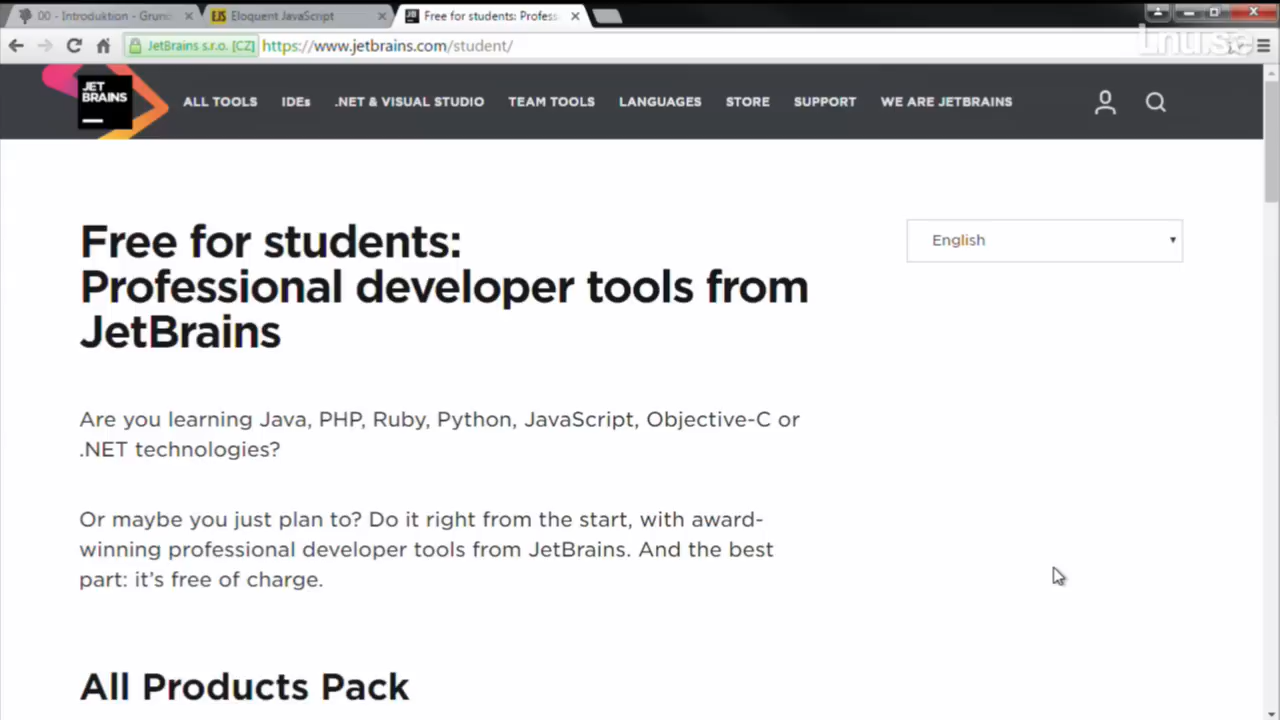 00 - Introduktion - Grund
Eloquent JavaScript
Free for students: Profess
Lnu.se
JetBrains s.r.o. [CZ]
https://www.jetbrains.com/student/
JET
BRAINS
ALL TOOLS
IDEs
.NET & VISUAL STUDIO
TEAM TOOLS
LANGUAGES
STORE
SUPPORT
WE ARE JETBRAINS
Free for students:
Professional developer tools from
JetBrains
English
Are you learning Java, PHP, Ruby, Python, JavaScript, Objective-C or
.NET technologies?
Or maybe you just plan to? Do it right from the start, with award-
winning professional developer tools from JetBrains. And the best
part: it's free of charge.
All Products Pack